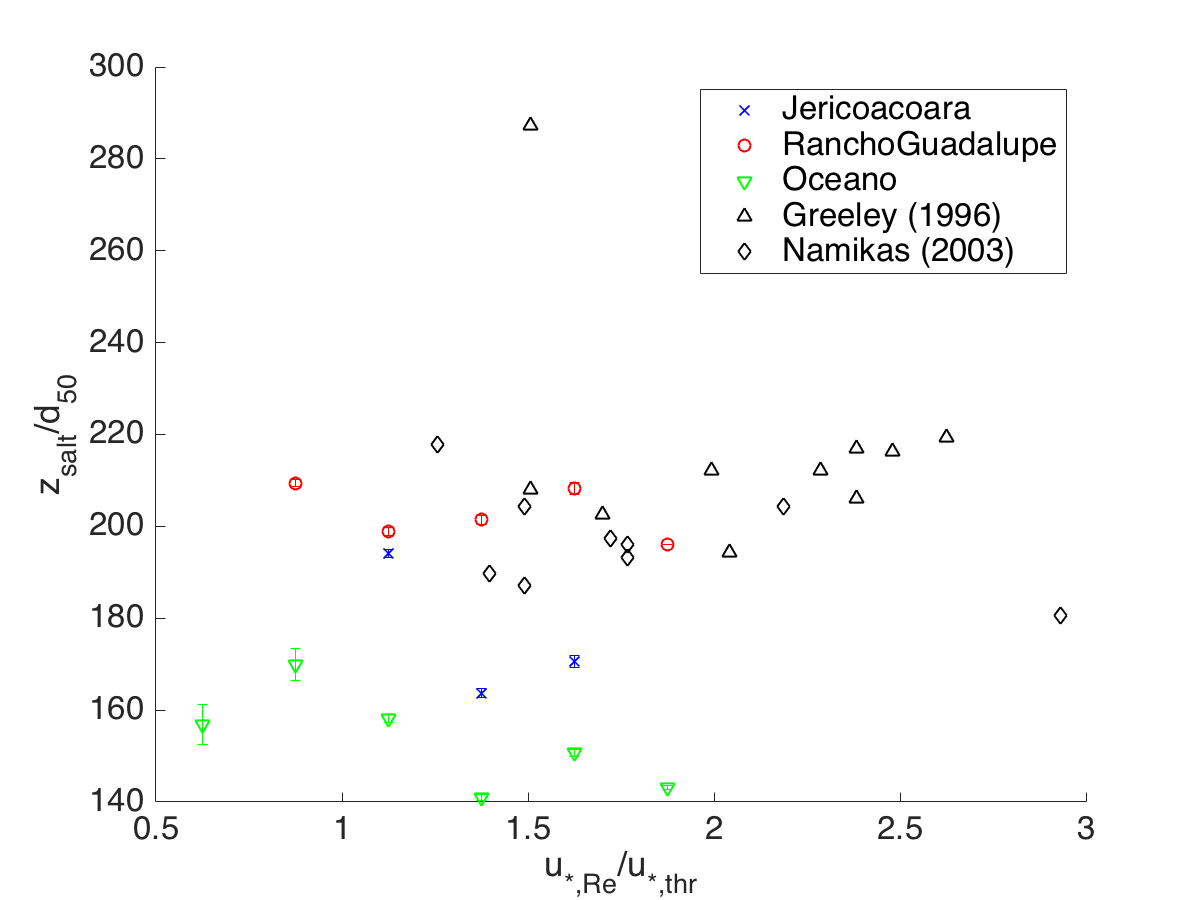 300
280
260
240
220
200
180
160
140
z_salt/d_50
0.5 1 1.5 2 2.5 3
u_*,Re/u_*,thr
Jericoacoara
RanchoGuadalupe
Oceano
Greeley (1996)
Namikas (2003)